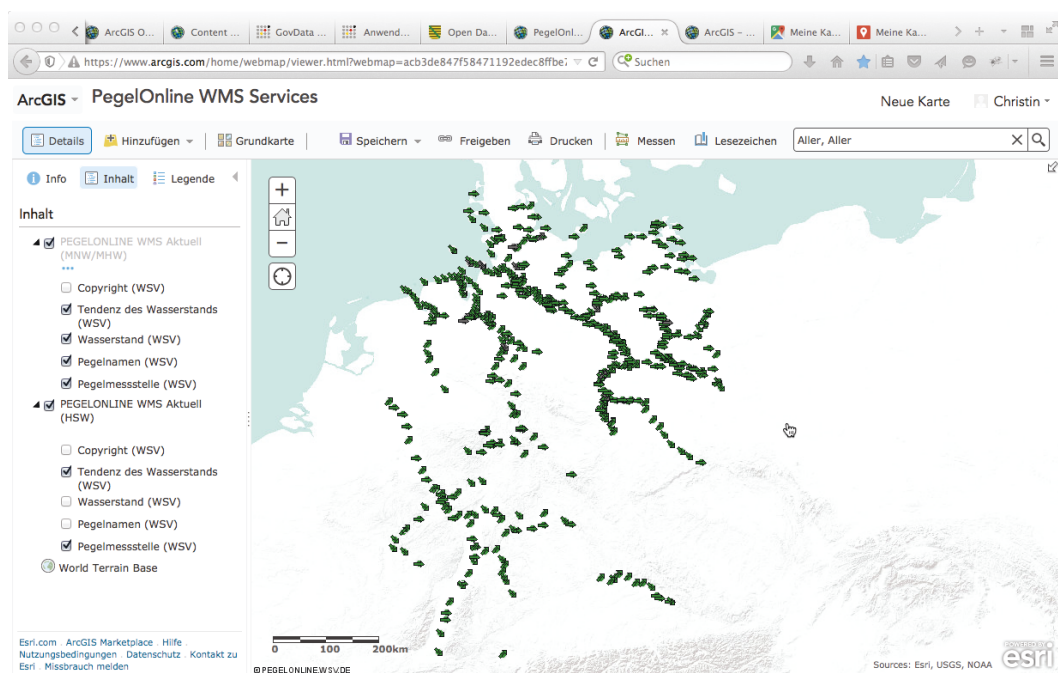 ArcGIS O...
Content ...
GovData ...
Anwend...
Open Da...
PegelOnl...
ArcGI...
ArcGIS – ...
Meine Ka...
Meine Ka...
https://www.arcgis.com/home/webmap/viewer.html?webmap=acb3de847f58471192edec8ffbe
Suchen
ArcGIS
PegelOnline WMS Services
Neue Karte
Christin
Details
Hinzufügen
Grundkarte
Speichern
Freigeben
Drucken
Messen
Lesezeichen
Aller, Aller
Info
Inhalt
Legende
Inhalt
PEGELONLINE WMS Aktuell
(MNW/MHW)
Copyright (WSV)
Tendenz des Wasserstands
(WSV)
Wasserstand (WSV)
Pegelnamen (WSV)
Pegelmessstelle (WSV)
PEGELONLINE WMS Aktuell
(HSW)
Copyright (WSV)
Tendenz des Wasserstands
(WSV)
Wasserstand (WSV)
Pegelnamen (WSV)
Pegelmessstelle (WSV)
World Terrain Base
Esri.com . ArcGIS Marketplace . Hilfe .
Nutzungsbedingungen . Datenschutz . Kontakt zu
Esri . Missbrauch melden
0 100 200km
©PEGELONLINE.WSV.DE
Sources: Esri, USGS, NOAA
POWERED BY
esri